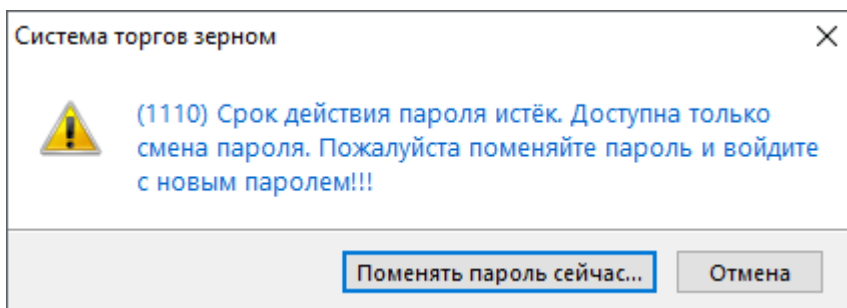 Система торгов зерном
(1110) Срок действия пароля истёк. Доступна только
смена пароля. Пожалуйста поменяйте пароль и войдите
с новым паролем!!!
Поменять пароль сейчас... Отмена